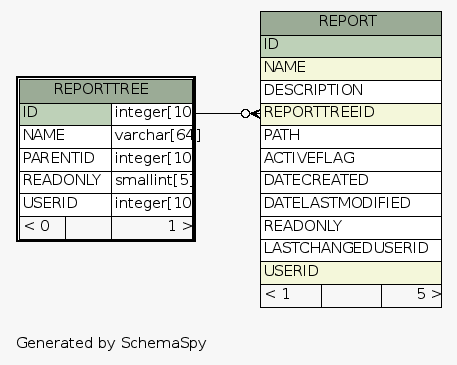 REPORTTREE
ID integer[10
NAME varchar[64]
PARENTID integer[10
READONLY smallint[5]
USERID integer[10
< 0 1 >
REPORT
ID
NAME
DESCRIPTION
REPORTTREEID
PATH
ACTIVEFLAG
DATECREATED
DATELASTMODIFIED
READONLY
LASTCHANGEDUSERID
USERID
< 1 5 >
Generated by SchemaSpy